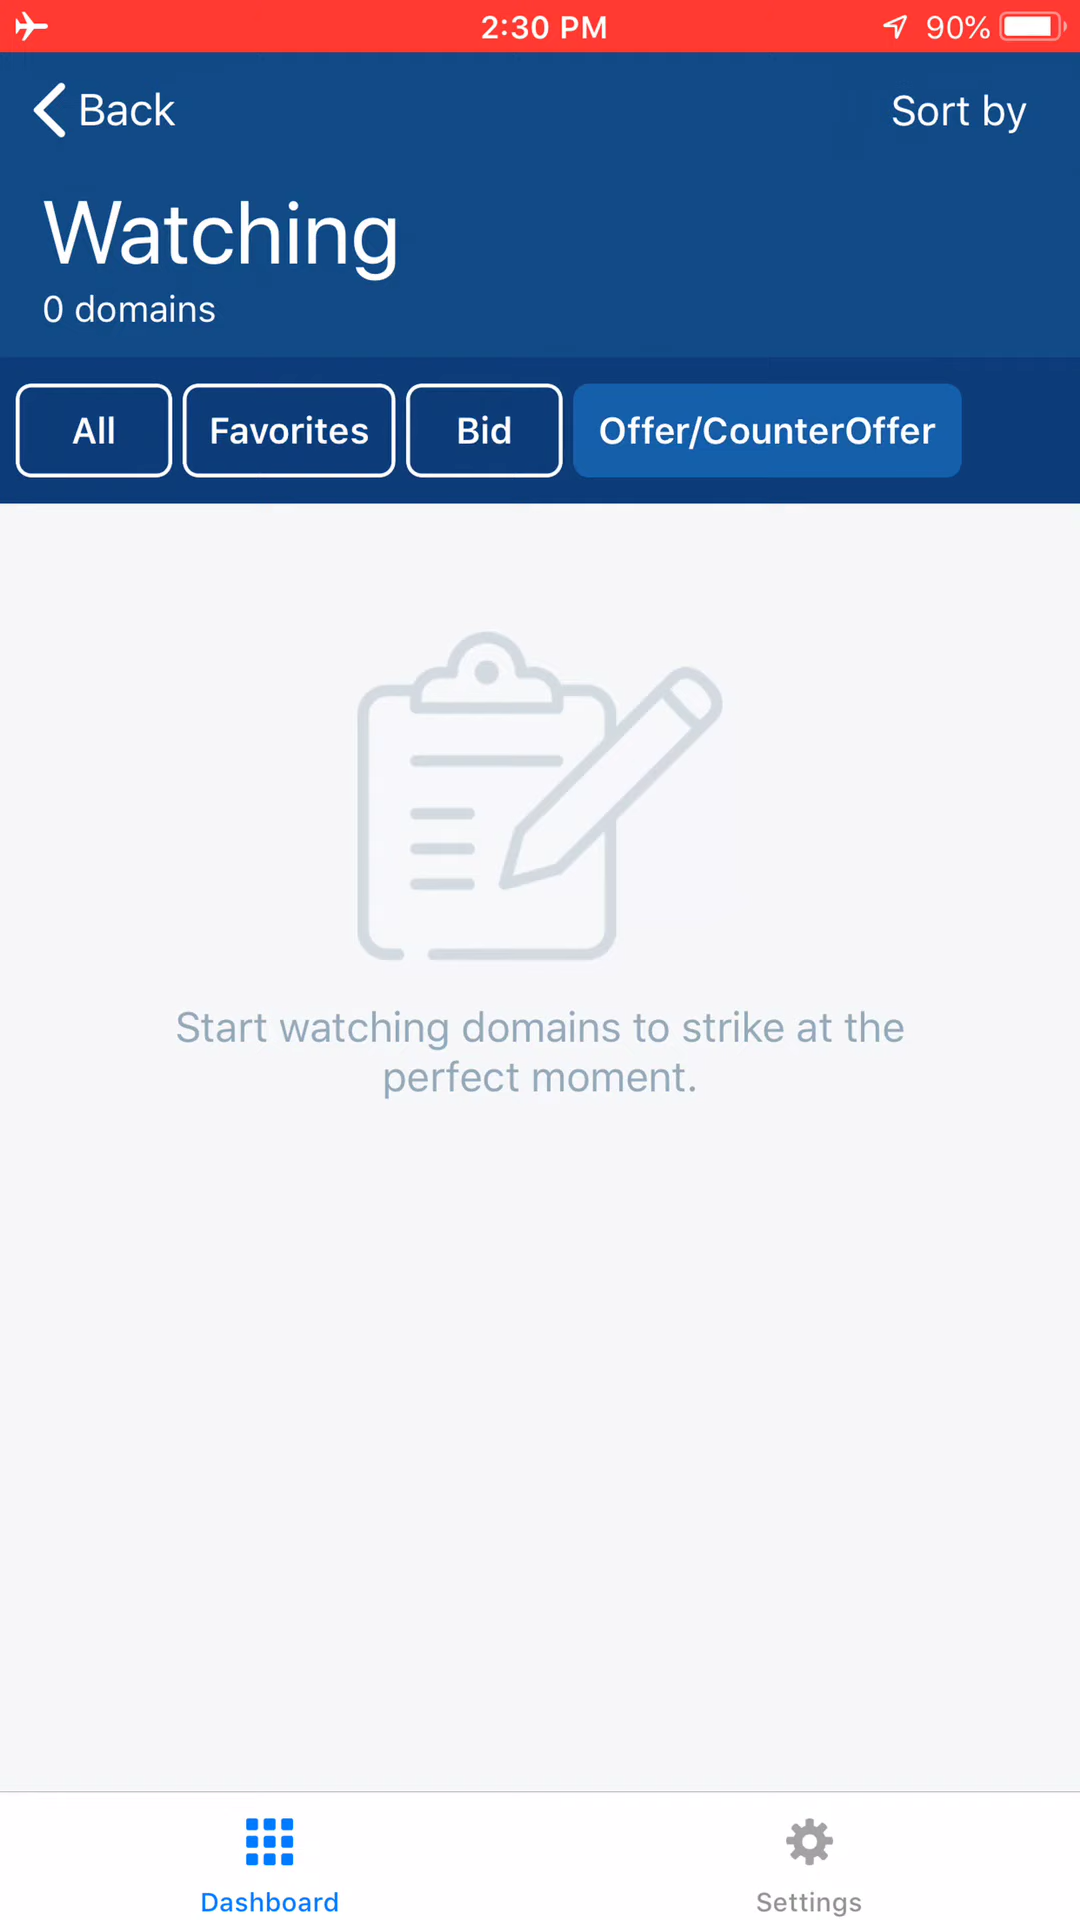 2:30 PM
90%
Back
Sort by
Watching
0 domains
All
Favorites
Bid
Offer/CounterOffer
Start watching domains to strike at the
perfect moment.
Dashboard
Settings